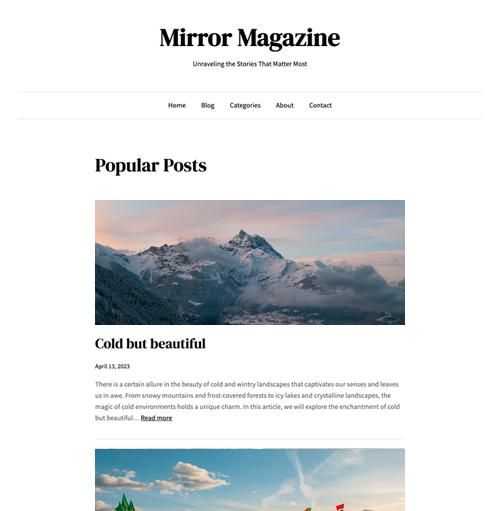 Mirror Magazine
Unraveling the Stories That Matter Most
Home Blog Categories About Contact
Popular Posts
Cold but beautiful
April 13, 2023
There is a certain allure in the beauty of cold and wintry landscapes that captivates our senses and leaves
us in awe. From snowy mountains and frost-covered forests to icy lakes and crystalline landscapes, the
magic of cold environments holds a unique charm. In this article, we will explore the enchantment of cold
but beautiful… Read more